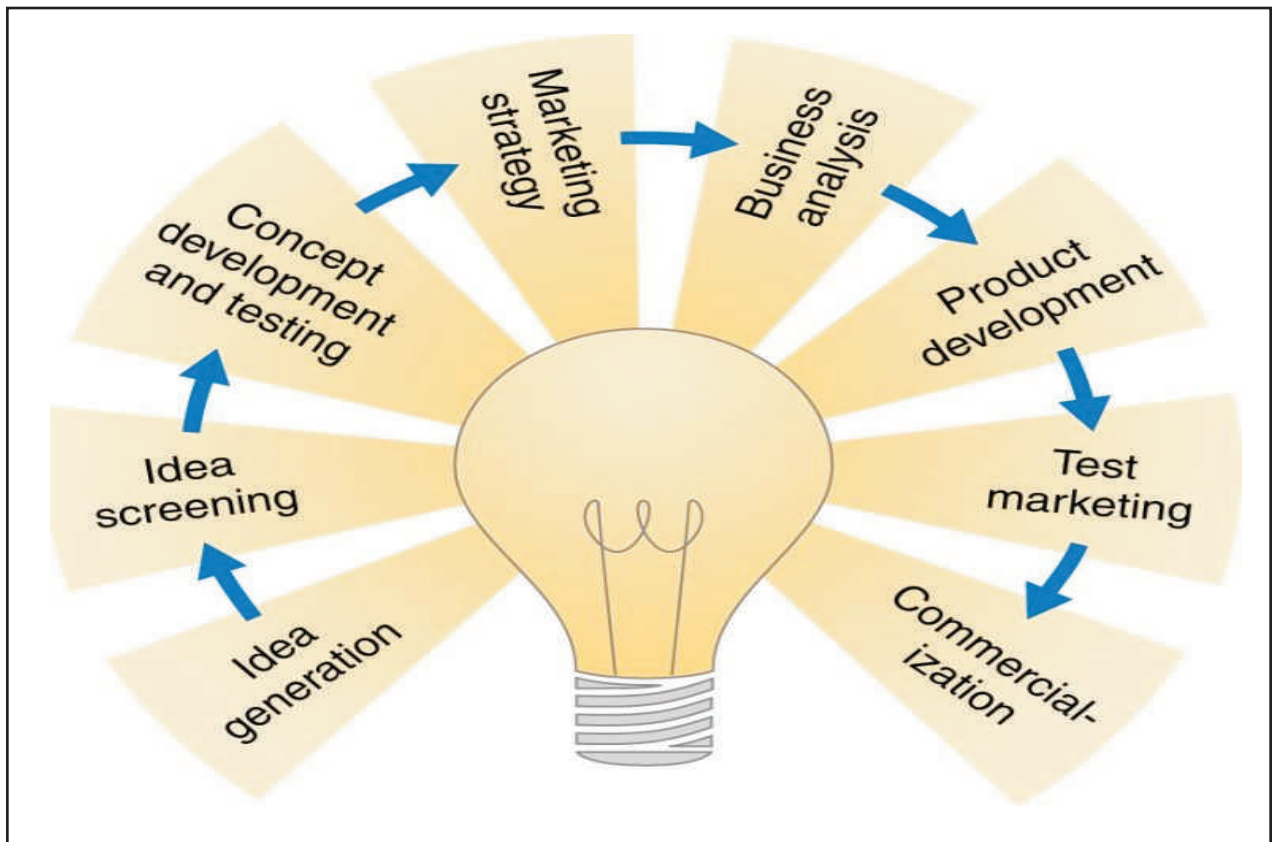 Idea
generation
Idea
screening
Concept
development
and testing
Marketing
strategy
Business
analysis
Product
development
Test
marketing
Commercial-
ization